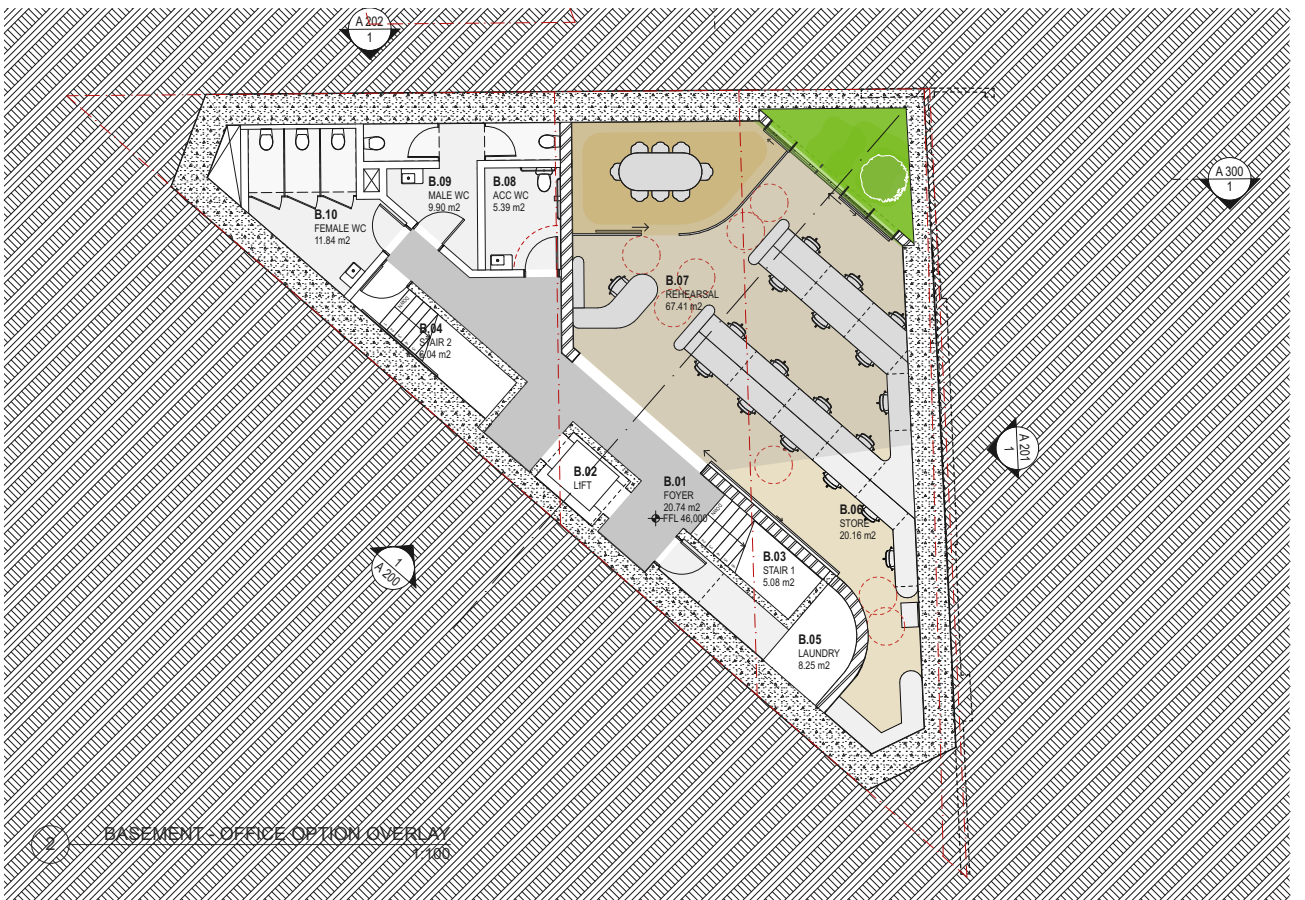 A 202
1
B.09
MALE WC
9.90 m2
B.08
ACC WC
5.39 m2
A 300
1
B.10
FEMALE WC
11.84 m2
B.07
REHEARSAL
67.41 m2
B.04
STAIR 2
6.04 m2
A 201
1
B.02
LIFT
B.01
FOYER
20.74 m2
FFL 46,000
B.06
STORE
20.16 m2
1
A 200
B.03
STAIR 1
5.08 m2
B.05
LAUNDRY
8.25 m2
2
BASEMENT - OFFICE OPTION OVERLAY
1:100